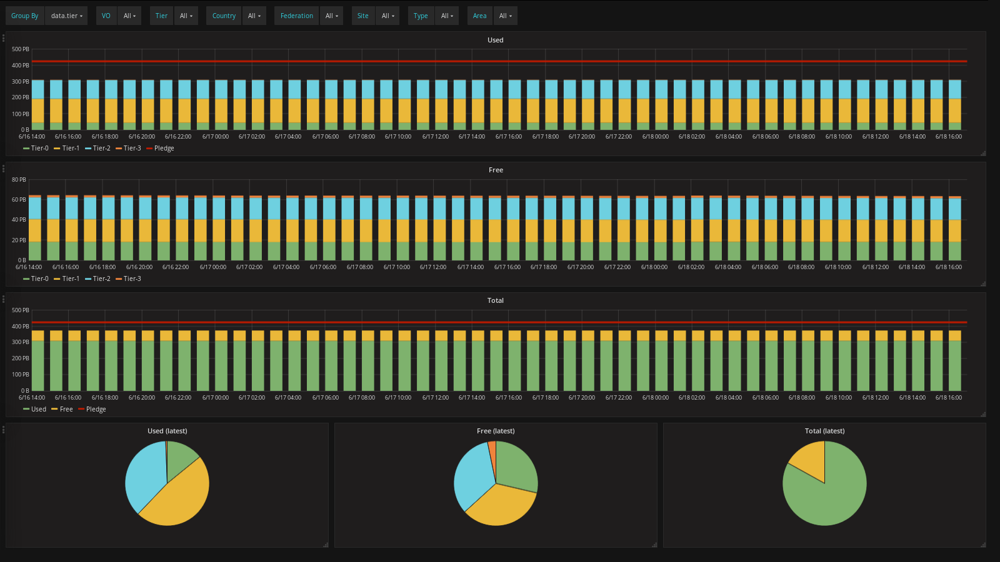 Group By data.tier VO All Tier All Country All Federation All Site All Type All Area All
Used
500 PB
400 PB
300 PB
200 PB
100 PB
0 B
6/16 14:00 6/16 16:00 6/16 18:00 6/16 20:00 6/16 22:00 6/17 00:00 6/17 02:00 6/17 04:00 6/17 06:00 6/17 08:00 6/17 10:00 6/17 12:00 6/17 14:00 6/17 16:00 6/17 18:00 6/17 20:00 6/17 22:00 6/18 00:00 6/18 02:00 6/18 04:00 6/18 06:00 6/18 08:00 6/18 10:00 6/18 12:00 6/18 14:00 6/18 16:00
Tier-0 Tier-1 Tier-2 Tier-3 Pledge
Free
80 PB
60 PB
40 PB
20 PB
0 B
6/16 14:00 6/16 16:00 6/16 18:00 6/16 20:00 6/16 22:00 6/17 00:00 6/17 02:00 6/17 04:00 6/17 06:00 6/17 08:00 6/17 10:00 6/17 12:00 6/17 14:00 6/17 16:00 6/17 18:00 6/17 20:00 6/17 22:00 6/18 00:00 6/18 02:00 6/18 04:00 6/18 06:00 6/18 08:00 6/18 10:00 6/18 12:00 6/18 14:00 6/18 16:00
Tier-0 Tier-1 Tier-2 Tier-3
Total
500 PB
400 PB
300 PB
200 PB
100 PB
0 B
6/16 14:00 6/16 16:00 6/16 18:00 6/16 20:00 6/16 22:00 6/17 00:00 6/17 02:00 6/17 04:00 6/17 06:00 6/17 08:00 6/17 10:00 6/17 12:00 6/17 14:00 6/17 16:00 6/17 18:00 6/17 20:00 6/17 22:00 6/18 00:00 6/18 02:00 6/18 04:00 6/18 06:00 6/18 08:00 6/18 10:00 6/18 12:00 6/18 14:00 6/18 16:00
Used Free Pledge
Used (latest)
Free (latest)
Total (latest)